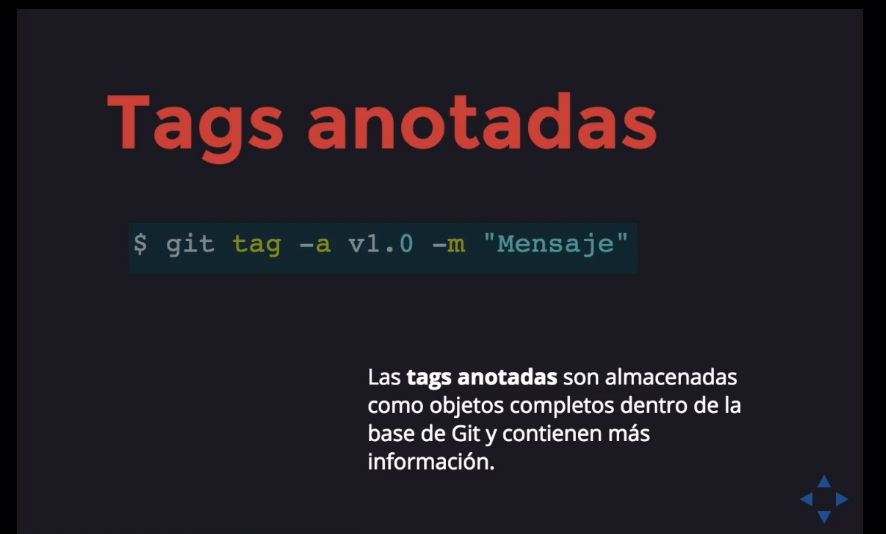 Tags anotadas
$ git tag -a v1.0 -m "Mensaje"
Las tags anotadas son almacenadas
como objetos completos dentro de la
base de Git y contienen más
información.